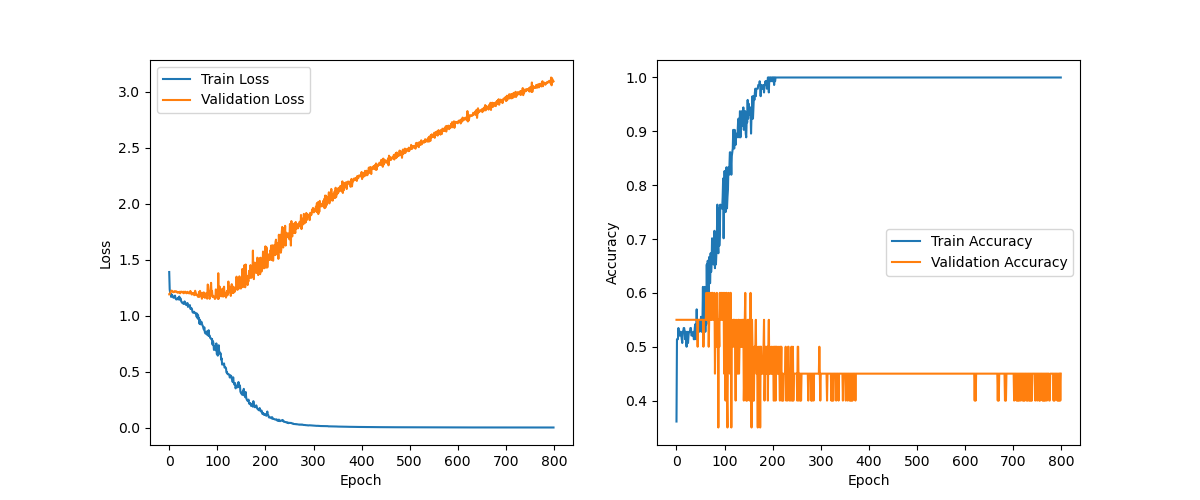 Train Loss
Validation Loss
3.0
2.5
2.0
1.5
1.0
0.5
0.0
Loss
0 100 200 300 400 500 600 700 800
Epoch
1.0
0.9
0.8
0.7
0.6
0.5
0.4
Accuracy
Train Accuracy
Validation Accuracy
0 100 200 300 400 500 600 700 800
Epoch